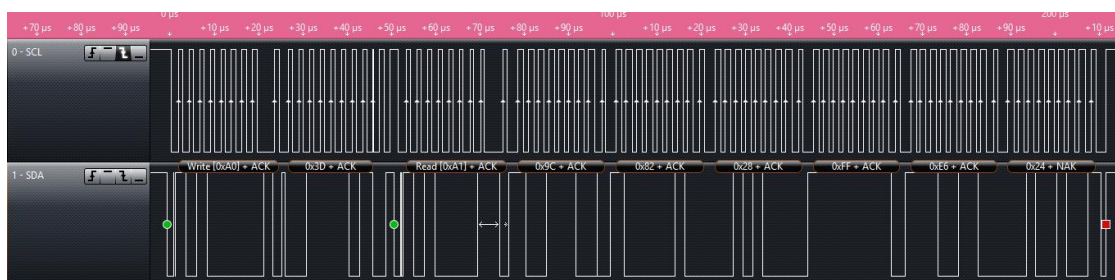 0 µs 100 µs 200 µs
+70 µs +80 µs +90 µs +10 µs +20 µs +30 µs +40 µs +50 µs +60 µs +70 µs +80 µs +90 µs +10 µs +20 µs +30 µs +40 µs +50 µs +60 µs +70 µs +80 µs +90 µs +10 µs
0 - SCL
Write [0xA0] + ACK 0x3D + ACK Read [0xA1] + ACK 0x9C + ACK 0x82 + ACK 0x28 + ACK 0xFF + ACK 0xE6 + ACK 0x24 + NAK
1 - SDA